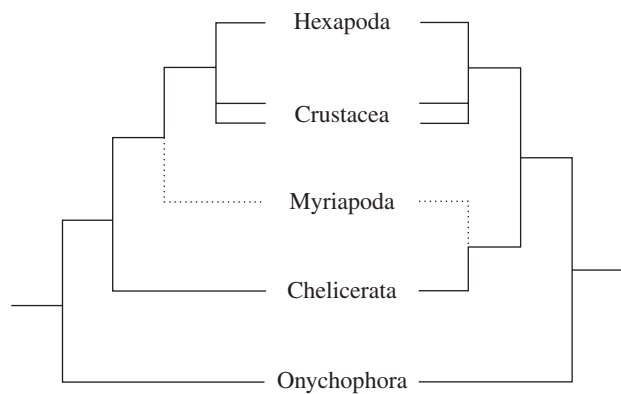 Hexapoda
Crustacea
Myriapoda
Chelicerata
Onychophora